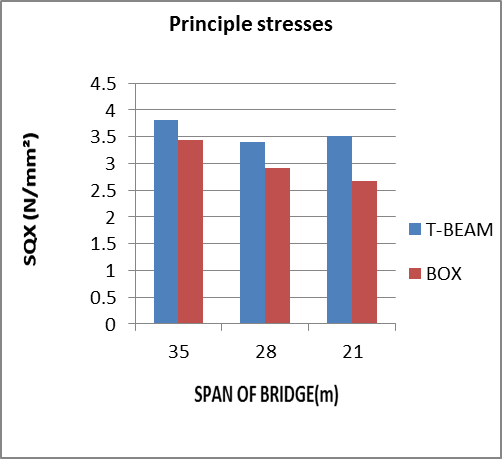 Principle stresses
SQX (N/mm²)
4.5
4
3.5
3
2.5
2
1.5
1
0.5
0
35 28 21
SPAN OF BRIDGE(m)
T-BEAM
BOX